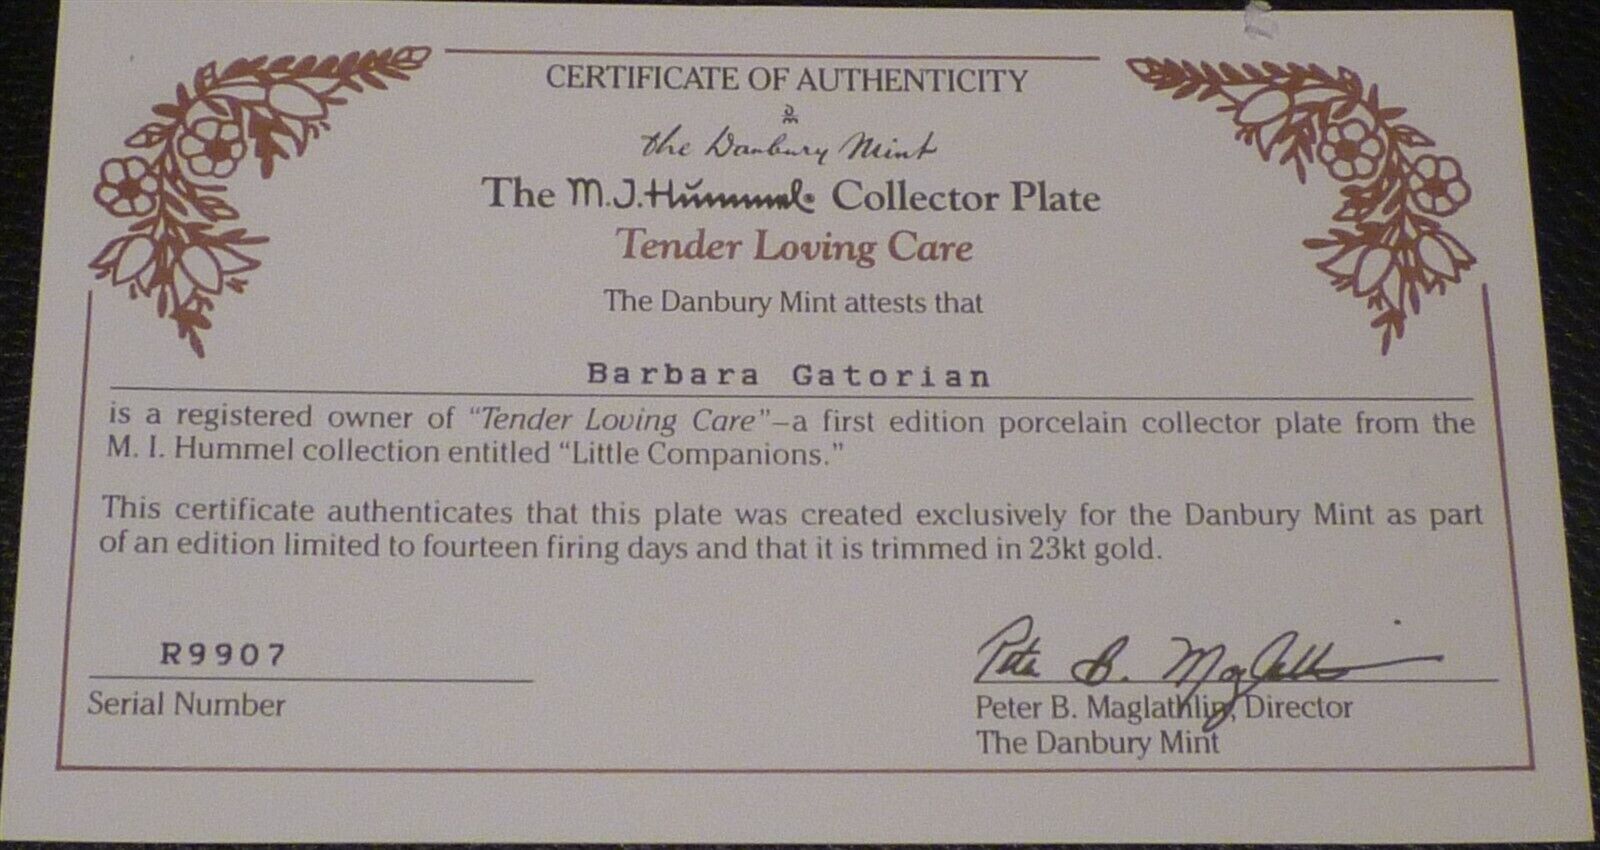 CERTIFICATE OF AUTHENTICITY
the Danbury Mint
The M.J. Hummel Collector Plate
Tender Loving Care
The Danbury Mint attests that
Barbara Gatorian
is a registered owner of “Tender Loving Care”–a first edition porcelain collector plate from the
M. I. Hummel collection entitled “Little Companions.”
This certificate authenticates that this plate was created exclusively for the Danbury Mint as part
of an edition limited to fourteen firing days and that it is trimmed in 23kt gold.
R9907
Serial Number
Peter B. Maglathlin
Peter B. Maglathlin, Director
The Danbury Mint